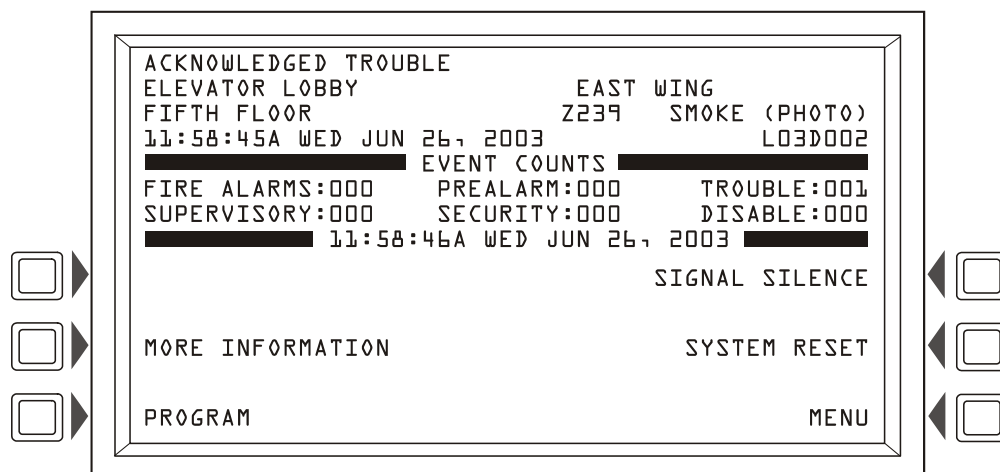 ACKNOWLEDGED TROUBLE
ELEVATOR LOBBY EAST WING
FIFTH FLOOR Z239 SMOKE (PHOTO)
11:58:45A WED JUN 26, 2003 L03D002
EVENT COUNTS
FIRE ALARMS:000 PREALARM:000 TROUBLE:001
SUPERVISORY:000 SECURITY:000 DISABLE:000
11:58:46A WED JUN 26, 2003
SIGNAL SILENCE
MORE INFORMATION SYSTEM RESET
PROGRAM MENU